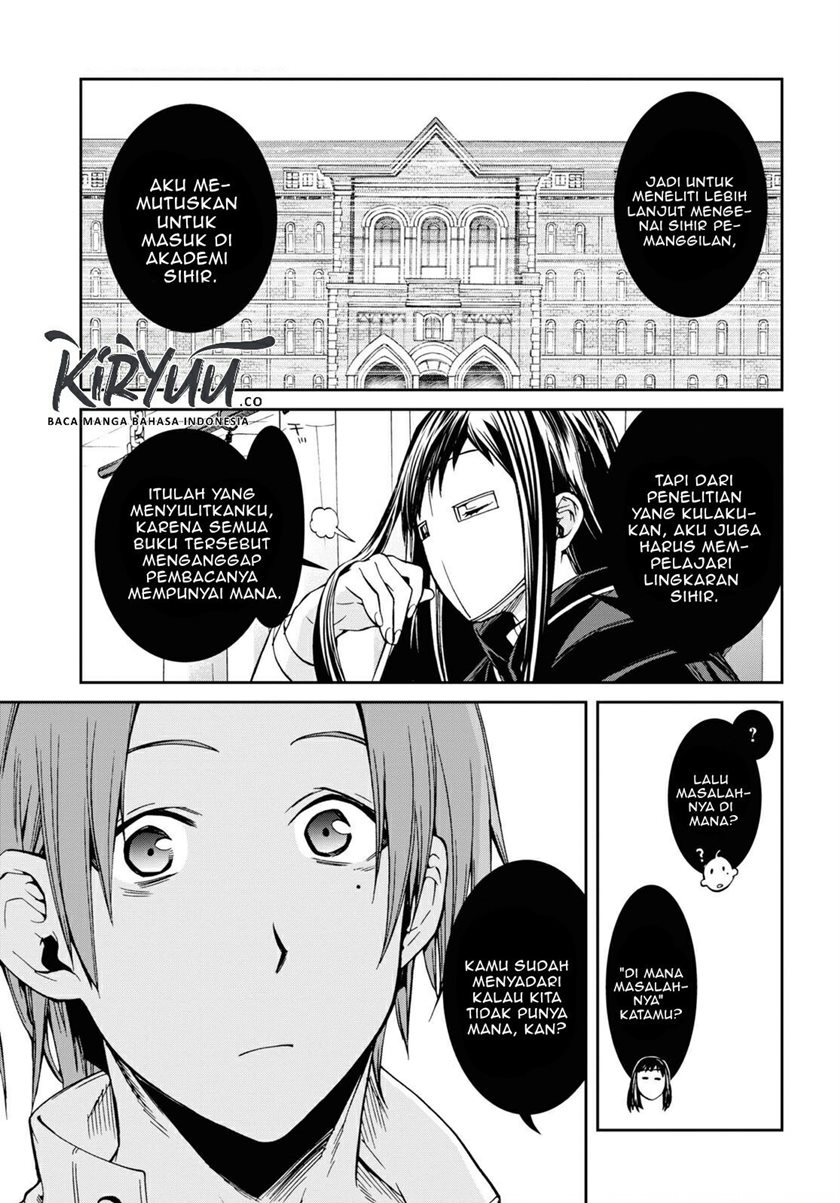 JADI UNTUK
MENELITI LEBIH
LANJUT MENGE-
NAI SIHIR PE-
MANGGILAN,
AKU ME-
MUTUSKAN
UNTUK
MASUK DI
AKADEMI
SIHIR.
KIRYUU.CO
BACA MANGA BAHASA INDONESIA
TAPI DARI
PENELITIAN
YANG KULAKU-
KAN, AKU JUGA
HARUS MEM-
PELAJARI
LINGKARAN
SIHIR.
ITULAH YANG
MENYULITKANKU,
KARENA SEMUA
BUKU TERSEBUT
MENGANGGAP
PEMBACANYA
MEMPUNYAI MANA.
?
LALU
MASALAH-
NYA DI
MANA?
?
"DI MANA
MASALAH-
NYA"
KATAMU?
KAMU SUDAH
MENYADARI
KALAU KITA
TIDAK PUNYA
MANA, KAN?